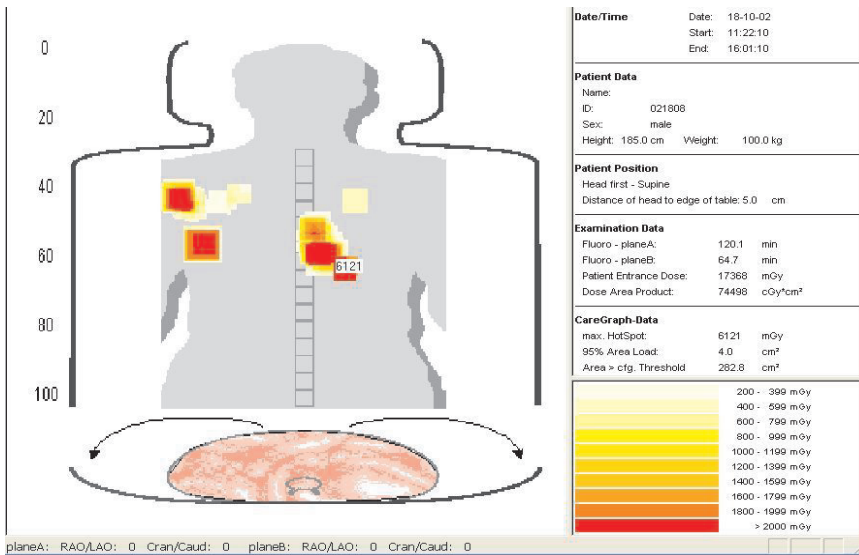 0
20
40
60
80
100
6121
Date/Time Date: 18-10-02
Start: 11:22:10
End: 16:01:10
Patient Data
Name:
ID: 021808
Sex: male
Height: 185.0 cm Weight: 100.0 kg
Patient Position
Head first - Supine
Distance of head to edge of table: 5.0 cm
Examination Data
Fluoro - planeA: 120.1 min
Fluoro - planeB: 64.7 min
Patient Entrance Dose: 17368 mGy
Dose Area Product: 74498 cGy*cm²
CareGraph-Data
max. HotSpot: 6121 mGy
95% Area Load: 4.0 cm²
Area > cfg. Threshold 282.8 cm²
200 - 399 mGy
400 - 599 mGy
600 - 799 mGy
800 - 999 mGy
1000 - 1199 mGy
1200 - 1399 mGy
1400 - 1599 mGy
1600 - 1799 mGy
1800 - 1999 mGy
> 2000 mGy
planeA: RAO/LAO: 0 Cran/Caud: 0 planeB: RAO/LAO: 0 Cran/Caud: 0